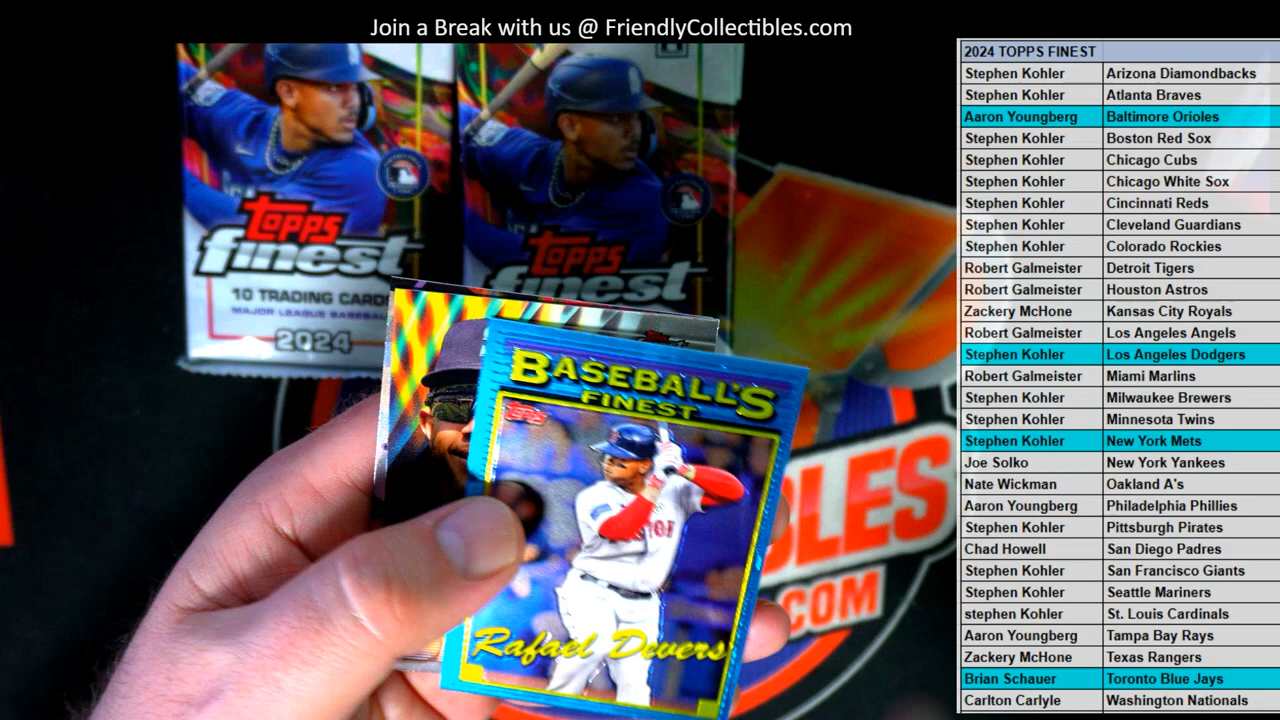 Join a Break with us @ FriendlyCollectibles.com
topps
finest
10 TRADING CARDS
MAJOR LEAGUE BASEBALL
2024
topps
finest
BASEBALL'S
FINEST
TOPPS
Rafael Devers
BLES
.COM
2024 TOPPS FINEST
Stephen Kohler Arizona Diamondbacks
Stephen Kohler Atlanta Braves
Aaron Youngberg Baltimore Orioles
Stephen Kohler Boston Red Sox
Stephen Kohler Chicago Cubs
Stephen Kohler Chicago White Sox
Stephen Kohler Cincinnati Reds
Stephen Kohler Cleveland Guardians
Stephen Kohler Colorado Rockies
Robert Galmeister Detroit Tigers
Robert Galmeister Houston Astros
Zackery McHone Kansas City Royals
Robert Galmeister Los Angeles Angels
Stephen Kohler Los Angeles Dodgers
Robert Galmeister Miami Marlins
Stephen Kohler Milwaukee Brewers
Stephen Kohler Minnesota Twins
Stephen Kohler New York Mets
Joe Solko New York Yankees
Nate Wickman Oakland A's
Aaron Youngberg Philadelphia Phillies
Stephen Kohler Pittsburgh Pirates
Chad Howell San Diego Padres
Stephen Kohler San Francisco Giants
Stephen Kohler Seattle Mariners
stephen Kohler St. Louis Cardinals
Aaron Youngberg Tampa Bay Rays
Zackery McHone Texas Rangers
Brian Schauer Toronto Blue Jays
Carlton Carlyle Washington Nationals